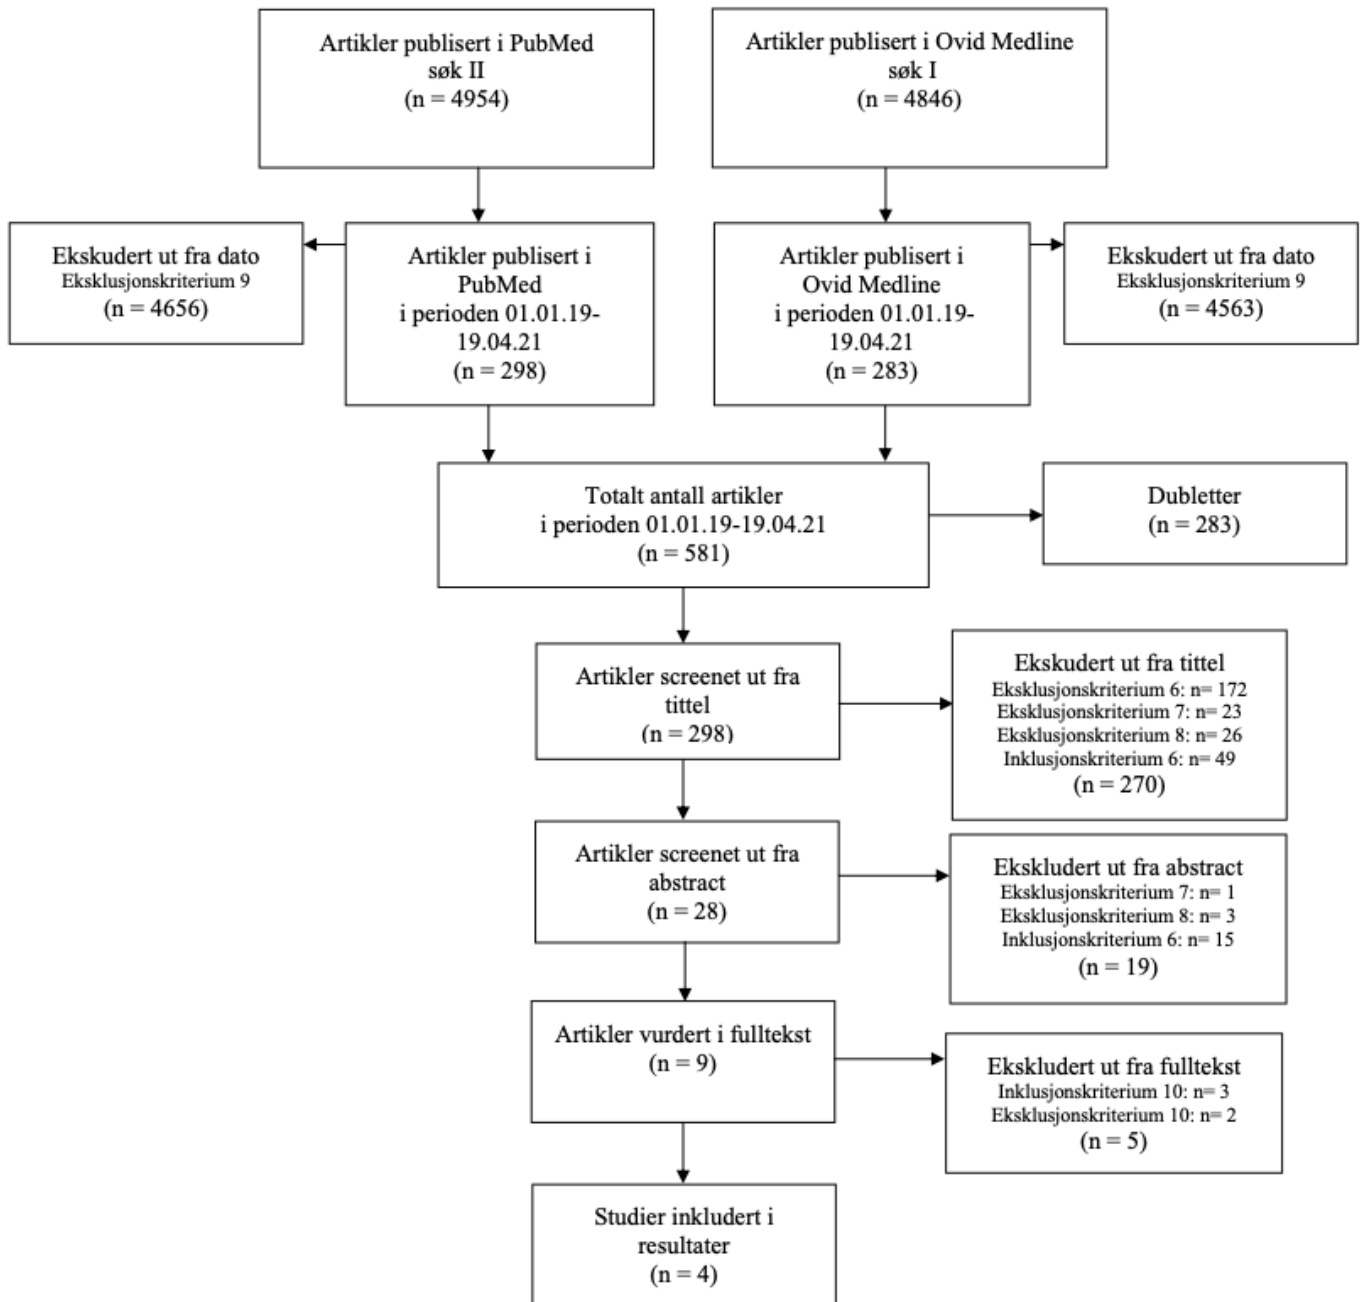 Artikler publisert i PubMed
søk II
(n = 4954)
Artikler publisert i Ovid Medline
søk I
(n = 4846)
Ekskudert ut fra dato
Eksklusjonskriterium 9
(n = 4656)
Artikler publisert i
PubMed
i perioden 01.01.19-
19.04.21
(n = 298)
Artikler publisert i
Ovid Medline
i perioden 01.01.19-
19.04.21
(n = 283)
Ekskudert ut fra dato
Eksklusjonskriterium 9
(n = 4563)
Totalt antall artikler
i perioden 01.01.19-19.04.21
(n = 581)
Dubletter
(n = 283)
Artikler screenet ut fra
tittel
(n = 298)
Ekskudert ut fra tittel
Eksklusjonskriterium 6: n= 172
Eksklusjonskriterium 7: n= 23
Eksklusjonskriterium 8: n= 26
Inklusjonskriterium 6: n= 49
(n = 270)
Artikler screenet ut fra
abstract
(n = 28)
Ekskludert ut fra abstract
Eksklusjonskriterium 7: n= 1
Eksklusjonskriterium 8: n= 3
Inklusjonskriterium 6: n= 15
(n = 19)
Artikler vurdert i fulltekst
(n = 9)
Ekskludert ut fra fulltekst
Inklusjonskriterium 10: n= 3
Eksklusjonskriterium 10: n= 2
(n = 5)
Studier inkludert i
resultater
(n = 4)